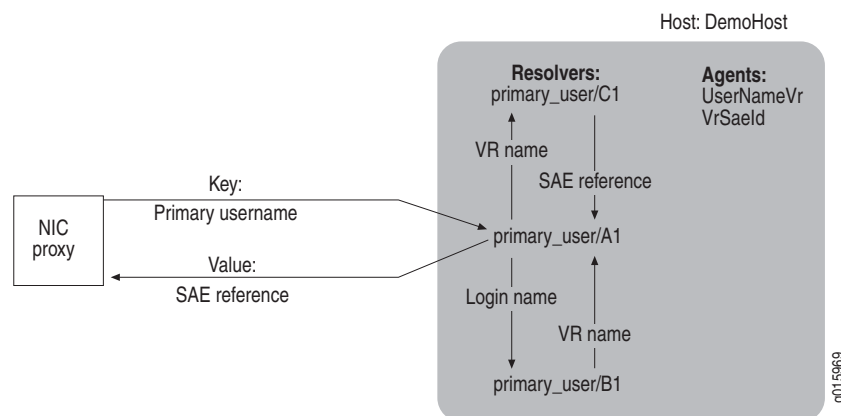 Host: DemoHost
Resolvers:
primary_user/C1
Agents:
UserNameVr
VrSaeId
VR name
SAE reference
Key:
Primary username
NIC
proxy
primary_user/A1
Value:
SAE reference
Login name
VR name
primary_user/B1
g015969